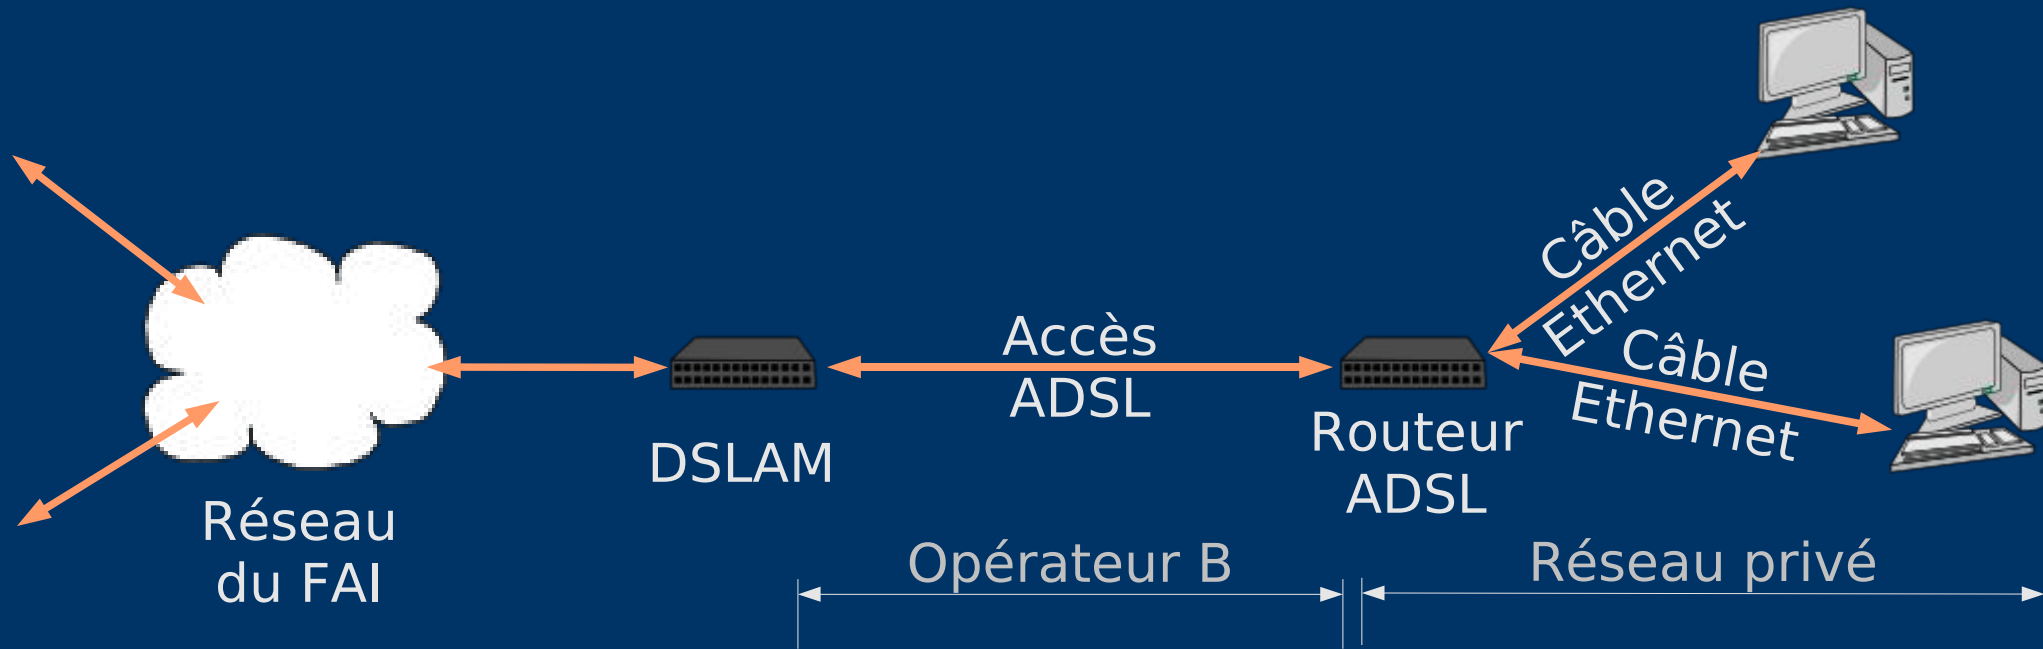 Réseau
du FAI
DSLAM
Accès
ADSL
Routeur
ADSL
Câble
Ethernet
Câble
Ethernet
Opérateur B
Réseau privé